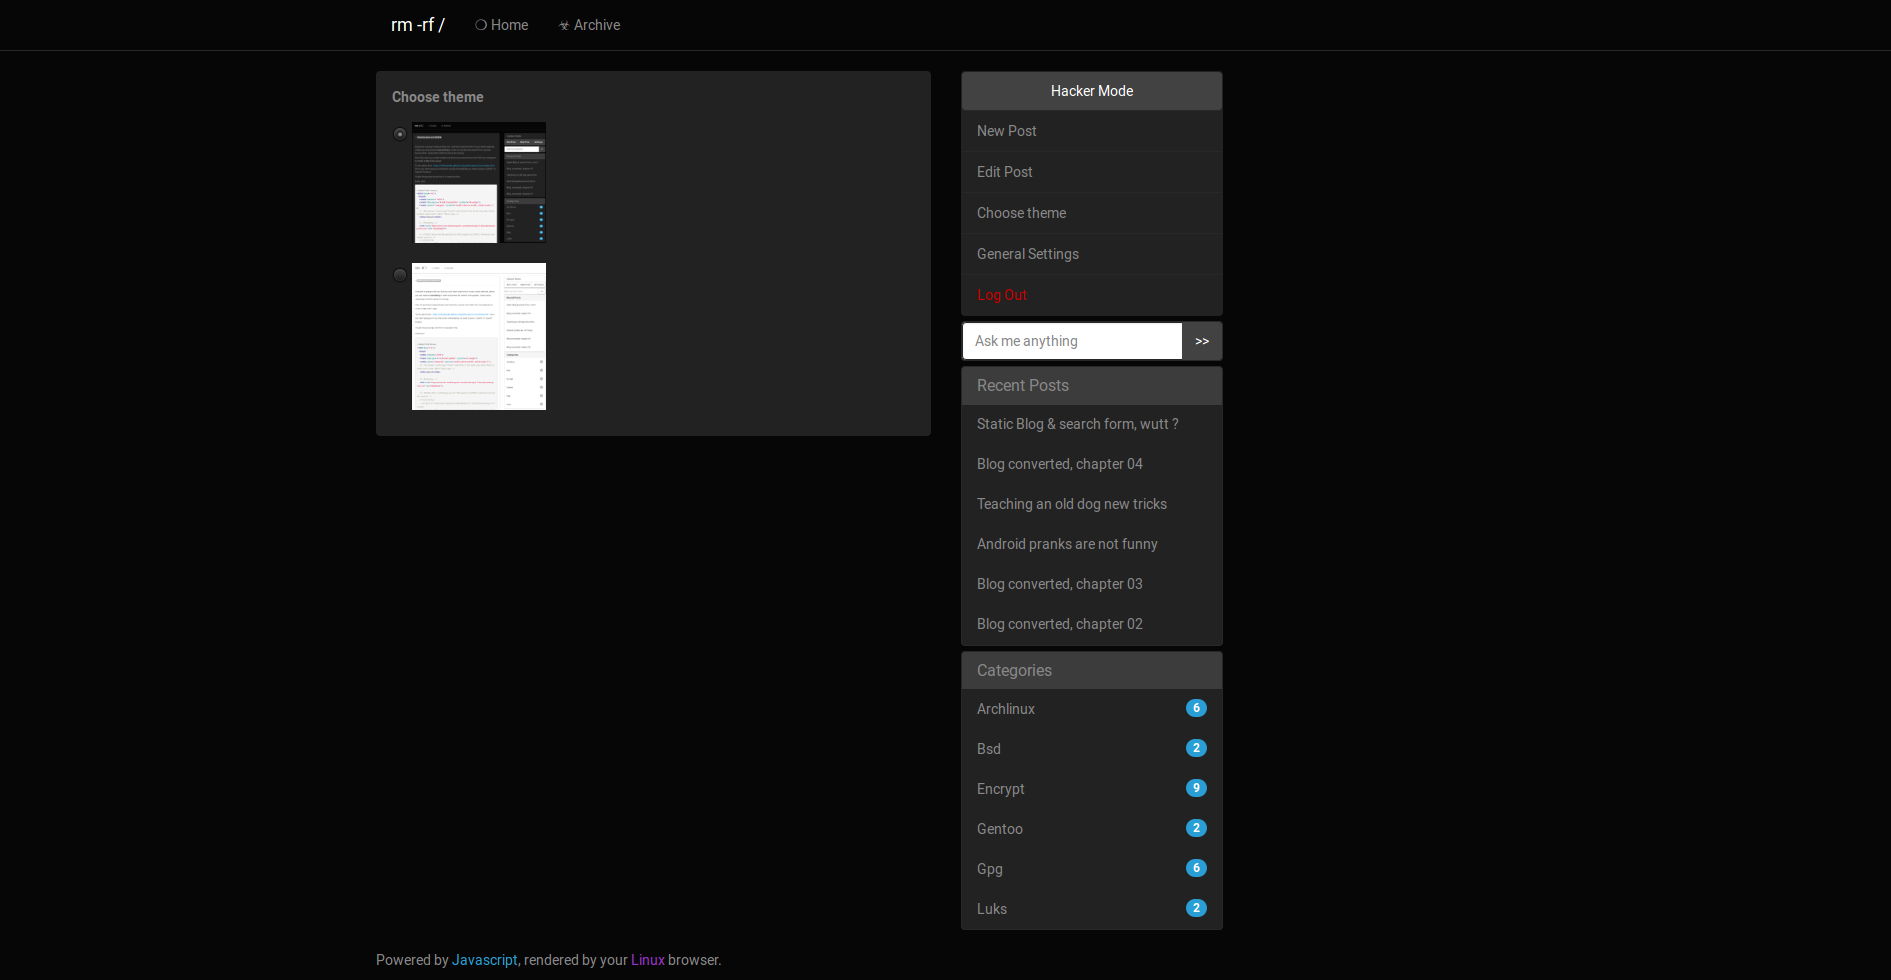 rm -rf /
❍ Home
☣ Archive
Choose theme
Hacker Mode
New Post
Edit Post
Choose theme
General Settings
Log Out
Ask me anything
>>
Recent Posts
Static Blog & search form, wutt ?
Blog converted, chapter 04
Teaching an old dog new tricks
Android pranks are not funny
Blog converted, chapter 03
Blog converted, chapter 02
Categories
Archlinux 6
Bsd 2
Encrypt 9
Gentoo 2
Gpg 6
Luks 2
Powered by Javascript, rendered by your Linux browser.